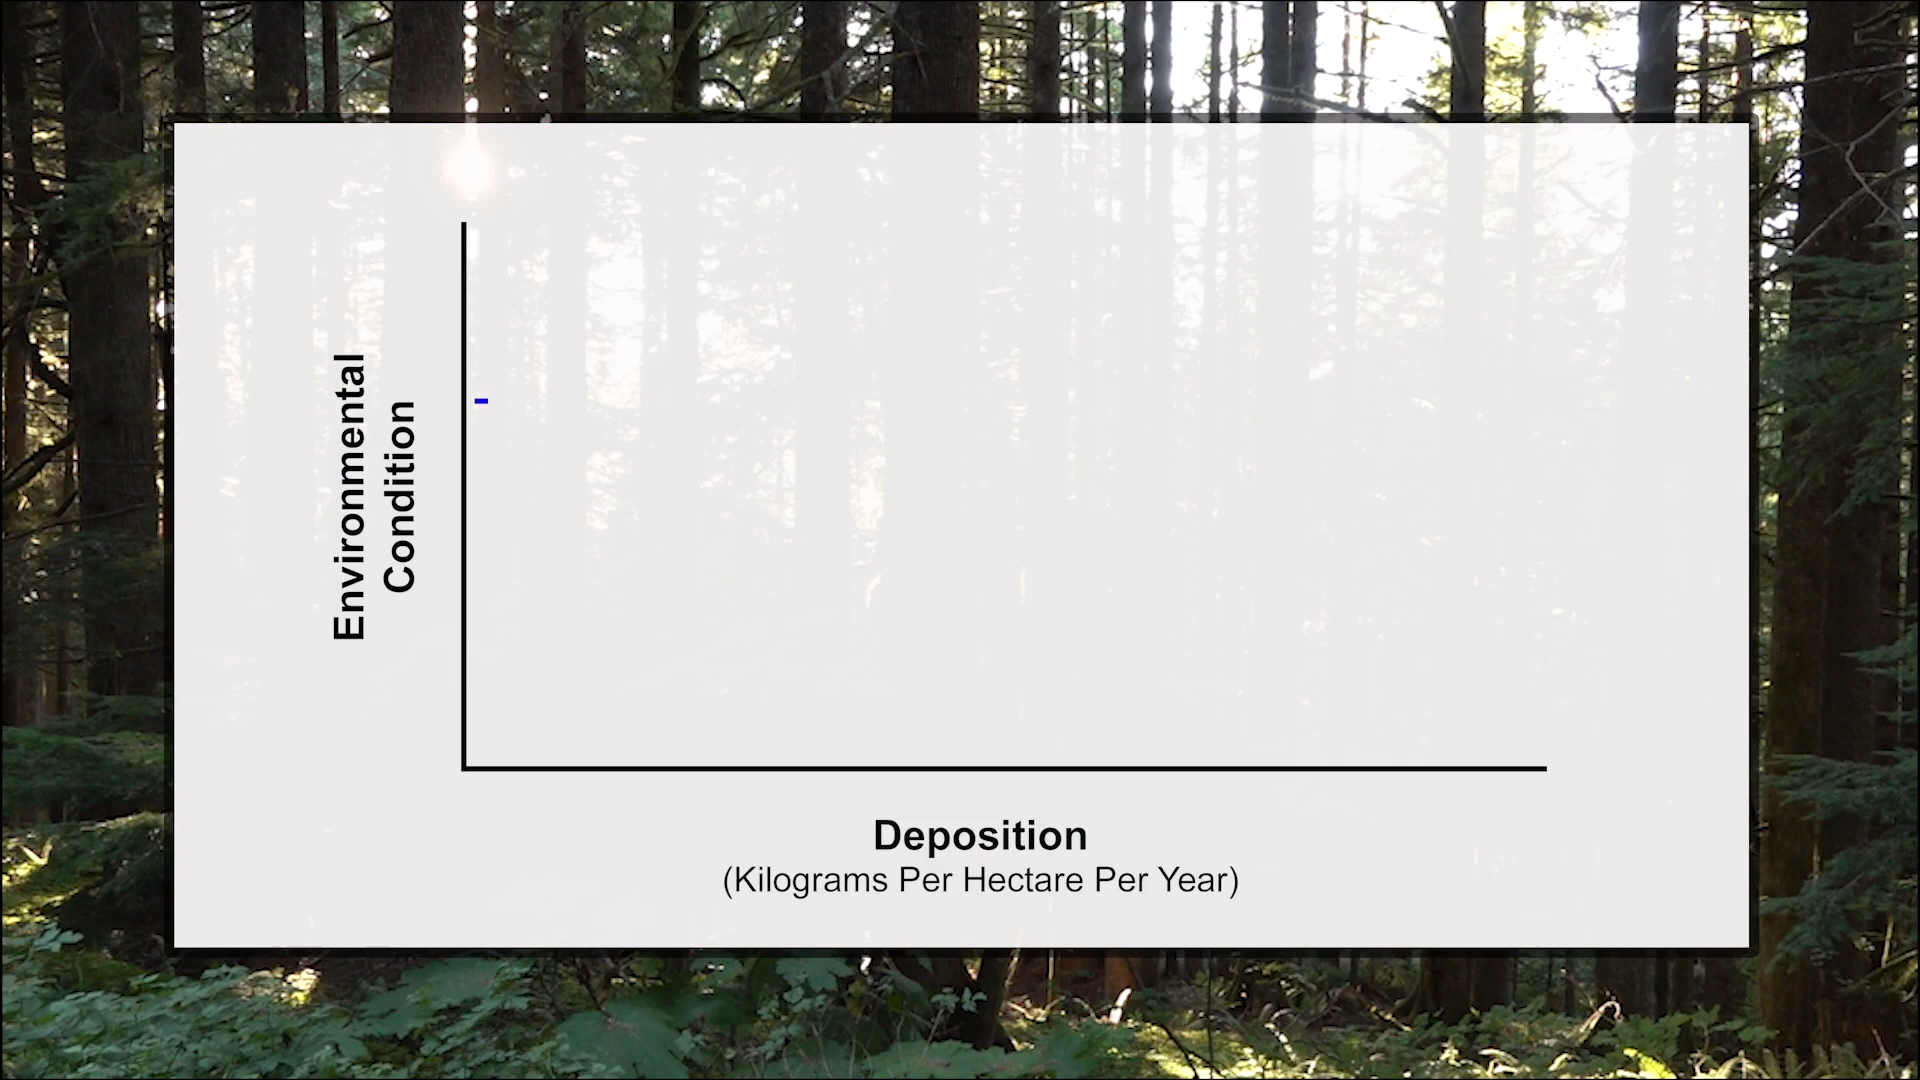 Environmental
Condition
Deposition
(Kilograms Per Hectare Per Year)